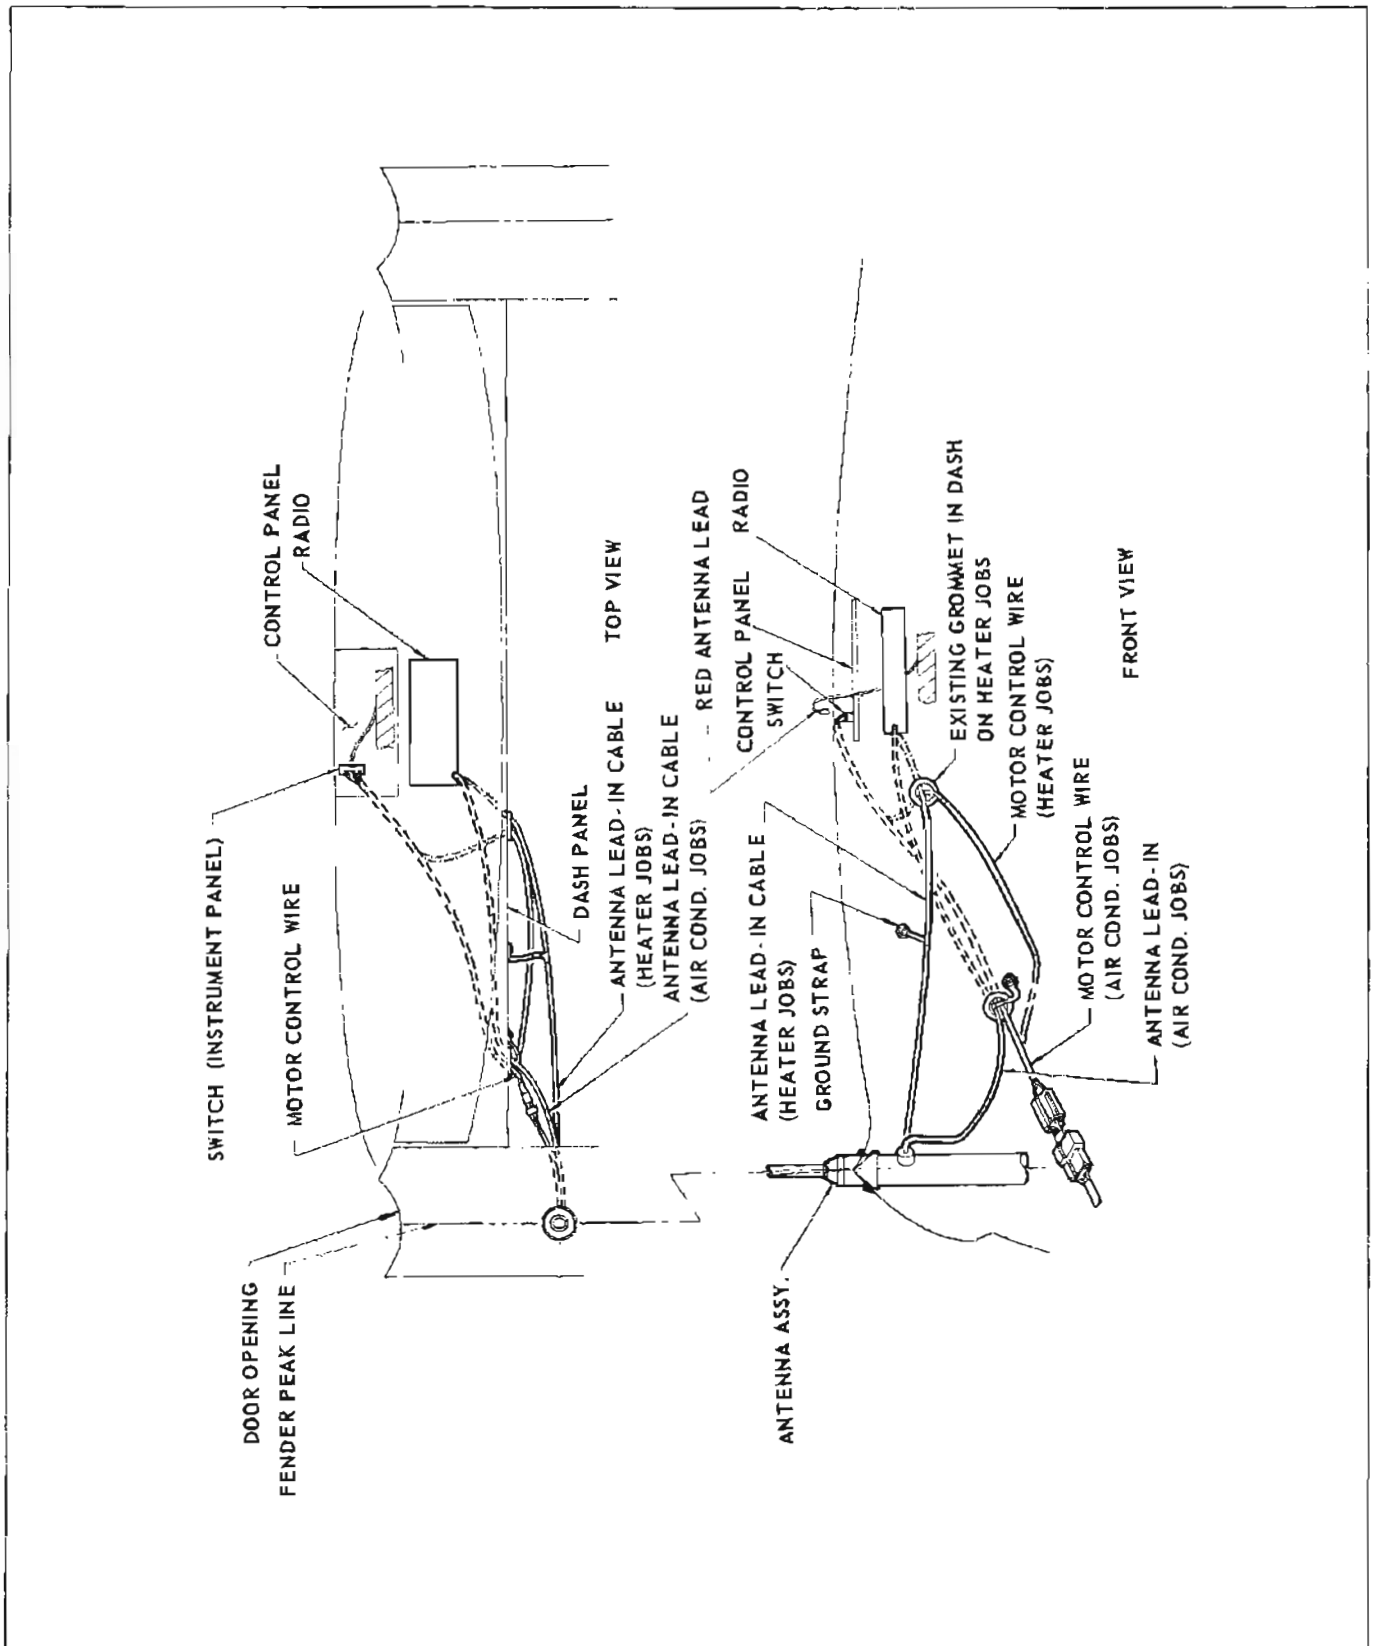 SWITCH (INSTRUMENT PANEL)
CONTROL PANEL
RADIO
MOTOR CONTROL WIRE
DOOR OPENING
FENDER PEAK LINE
DASH PANEL
ANTENNA LEAD-IN CABLE
(HEATER JOBS)
ANTENNA LEAD-IN CABLE
(AIR COND. JOBS)
TOP VIEW
RED ANTENNA LEAD
CONTROL PANEL
SWITCH
RADIO
ANTENNA LEAD-IN CABLE
(HEATER JOBS)
GROUND STRAP
ANTENNA ASSY.
EXISTING GROMMET IN DASH
ON HEATER JOBS
MOTOR CONTROL WIRE
(HEATER JOBS)
MOTOR CONTROL WIRE
(AIR COND. JOBS)
ANTENNA LEAD-IN
(AIR COND. JOBS)
FRONT VIEW